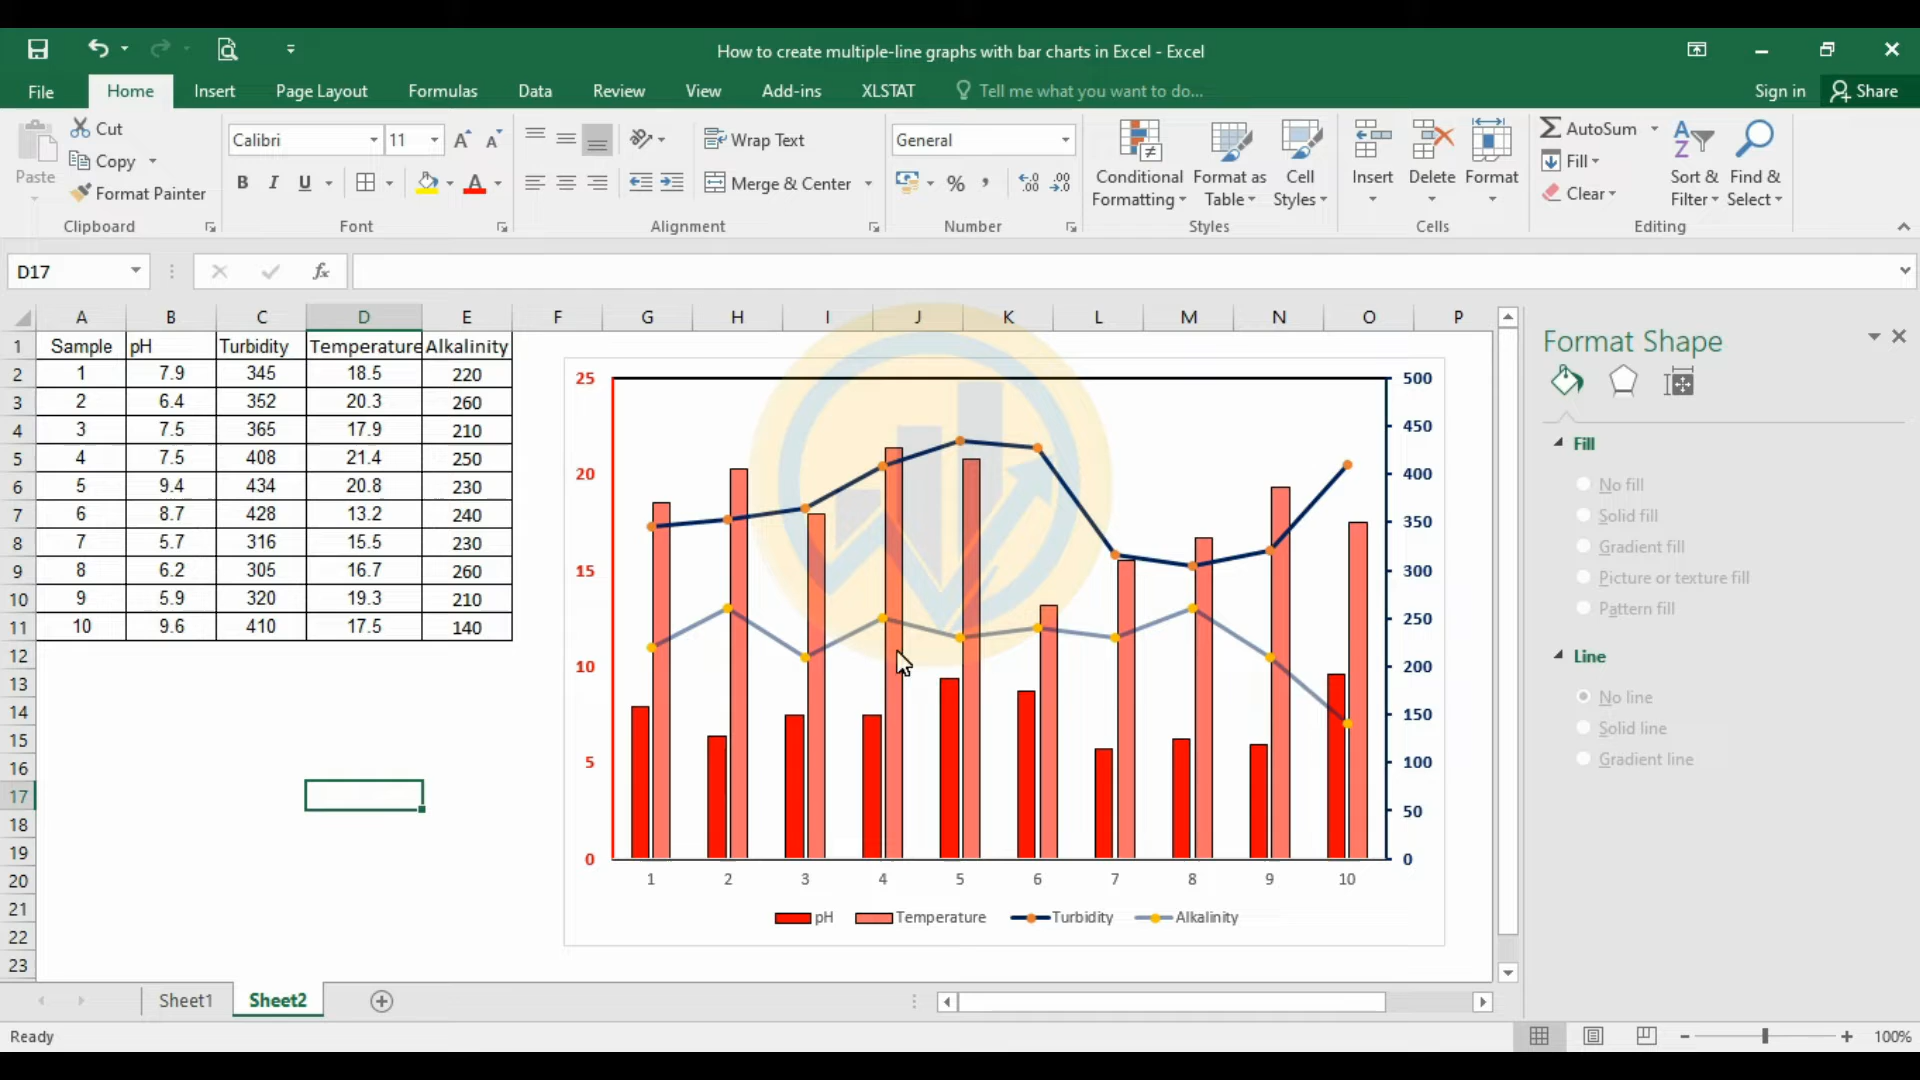 How to create multiple-line graphs with bar charts in Excel - Excel
File Home Insert Page Layout Formulas Data Review View Add-ins XLSTAT Tell me what you want to do... Sign in Share
Paste
Cut
Copy
Format Painter
Clipboard
Calibri 11
B I U
Font
Wrap Text
Merge & Center
Alignment
General
% ,
Number
Conditional Formatting
Format as Table
Cell Styles
Styles
Insert Delete Format
Cells
AutoSum
Fill
Clear
Sort & Filter
Find & Select
Editing
D17 fx
A B C D E F G H I J K L M N O P
1 Sample pH Turbidity Temperature Alkalinity
2 1 7.9 345 18.5 220
3 2 6.4 352 20.3 260
4 3 7.5 365 17.9 210
5 4 7.5 408 21.4 250
6 5 9.4 434 20.8 230
7 6 8.7 428 13.2 240
8 7 5.7 316 15.5 230
9 8 6.2 305 16.7 260
10 9 5.9 320 19.3 210
11 10 9.6 410 17.5 140
12
13
14
15
16
17
18
19
20
21
22
23
25
20
15
10
5
0
500
450
400
350
300
250
200
150
100
50
0
1 2 3 4 5 6 7 8 9 10
pH Temperature Turbidity Alkalinity
Format Shape
Fill
No fill
Solid fill
Gradient fill
Picture or texture fill
Pattern fill
Line
No line
Solid line
Gradient line
Sheet1 Sheet2
Ready 100%